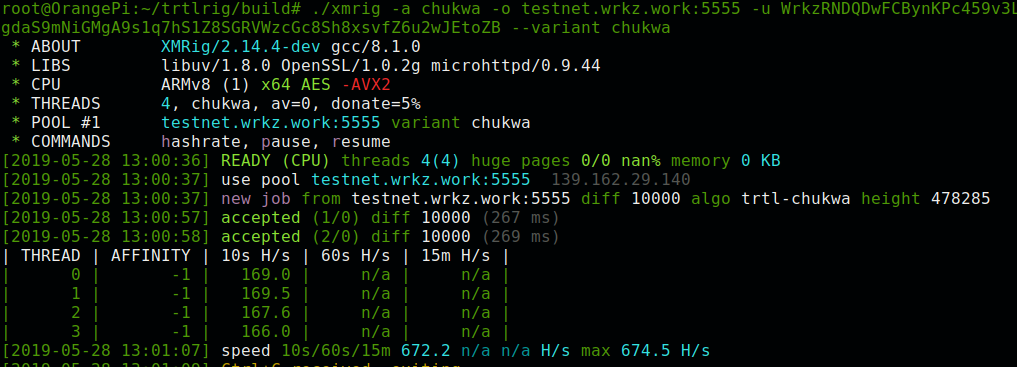 root@OrangePi:~/trtlrig/build# ./xmrig -a chukwa -o testnet.wrkz.work:5555 -u WrkzRNDQDwFCBynKPc459v3L
gdaS9mNiGMgA9s1q7hS1Z8SGRVWzcGc8Sh8xsvfZ6u2wJEtoZB --variant chukwa
* ABOUT XMRig/2.14.4-dev gcc/8.1.0
* LIBS libuv/1.8.0 OpenSSL/1.0.2g microhttpd/0.9.44
* CPU ARMv8 (1) x64 AES -AVX2
* THREADS 4, chukwa, av=0, donate=5%
* POOL #1 testnet.wrkz.work:5555 variant chukwa
* COMMANDS hashrate, pause, resume
[2019-05-28 13:00:36] READY (CPU) threads 4(4) huge pages 0/0 nan% memory 0 KB
[2019-05-28 13:00:37] use pool testnet.wrkz.work:5555 139.162.29.140
[2019-05-28 13:00:37] new job from testnet.wrkz.work:5555 diff 10000 algo trtl-chukwa height 478285
[2019-05-28 13:00:57] accepted (1/0) diff 10000 (267 ms)
[2019-05-28 13:00:58] accepted (2/0) diff 10000 (269 ms)
| THREAD | AFFINITY | 10s H/s | 60s H/s | 15m H/s |
| 0 | -1 | 169.0 | n/a | n/a |
| 1 | -1 | 169.5 | n/a | n/a |
| 2 | -1 | 167.6 | n/a | n/a |
| 3 | -1 | 166.0 | n/a | n/a |
[2019-05-28 13:01:07] speed 10s/60s/15m 672.2 n/a n/a H/s max 674.5 H/s
[2019-05-28 13:01:09] Ctrl+C received, exiting